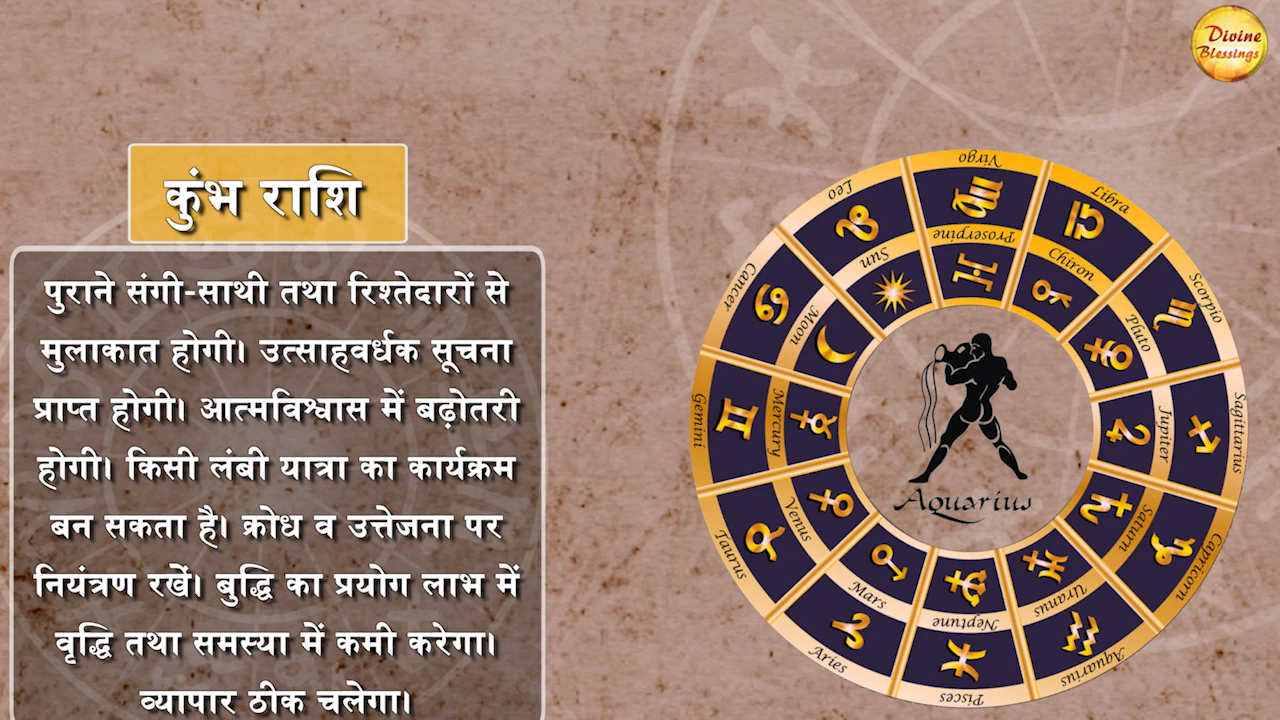 Divine
Blessings
कुंभ राशि
पुराने संगी-साथी तथा रिश्तेदारों से
मुलाकात होगी। उत्साहवर्धक सूचना
प्राप्त होगी। आत्मविश्वास में बढ़ोतरी
होगी। किसी लंबी यात्रा का कार्यक्रम
बन सकता है। क्रोध व उत्तेजना पर
नियंत्रण रखें। बुद्धि का प्रयोग लाभ में
वृद्धि तथा समस्या में कमी करेगा।
व्यापार ठीक चलेगा।
Virgo
Libra
Scorpio
Sagittarius
Capricorn
Aquarius
Pisces
Aries
Taurus
Gemini
Cancer
Leo
Proserpine
Chiron
Pluto
Jupiter
Saturn
Uranus
Neptune
Mars
Venus
Mercury
Moon
Sun
Aquarius